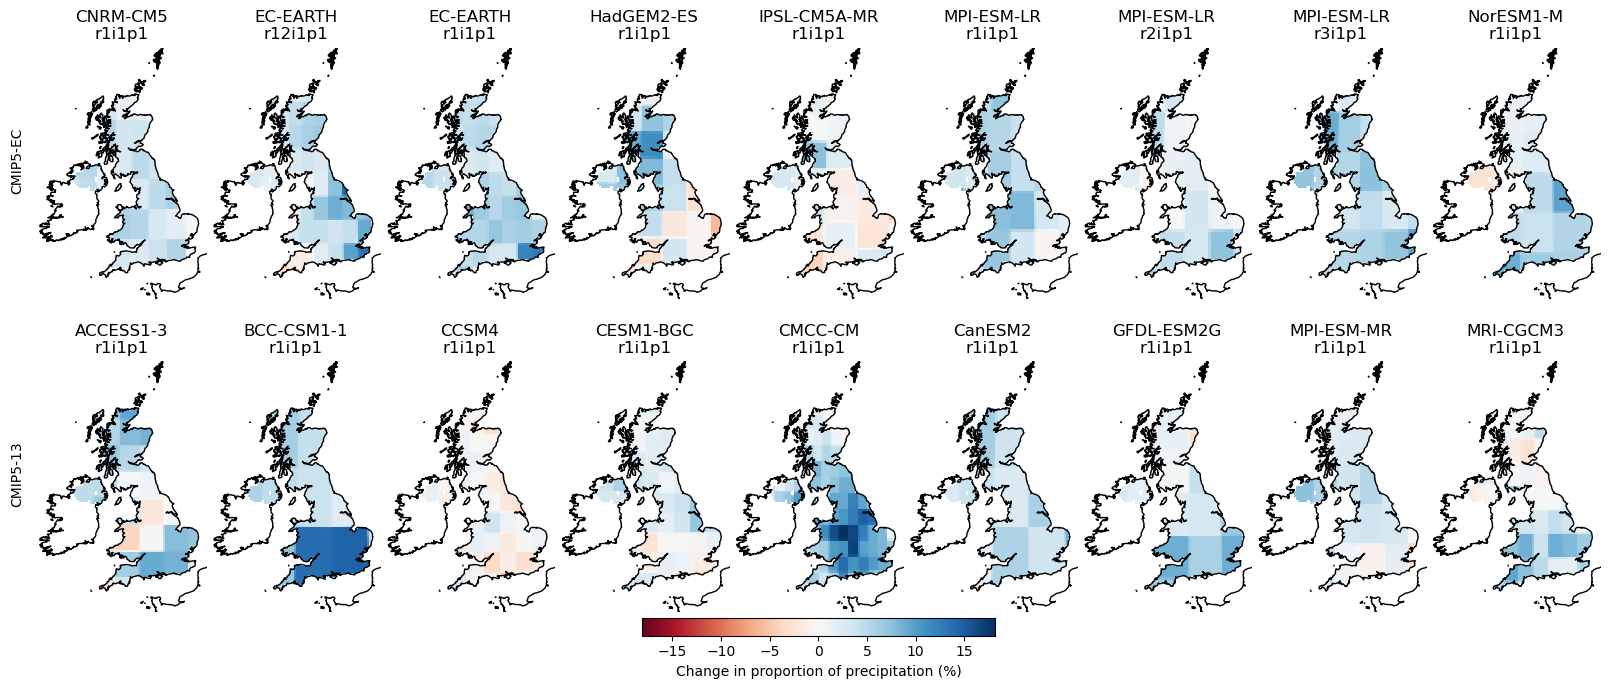 CNRM-CM5 EC-EARTH EC-EARTH HadGEM2-ES IPSL-CM5A-MR MPI-ESM-LR MPI-ESM-LR MPI-ESM-LR NorESM1-M
r1i1p1 r12i1p1 r1i1p1 r1i1p1 r1i1p1 r1i1p1 r2i1p1 r3i1p1 r1i1p1
CMIP5-EC
ACCESS1-3 BCC-CSM1-1 CCSM4 CESM1-BGC CMCC-CM CanESM2 GFDL-ESM2G MPI-ESM-MR MRI-CGCM3
r1i1p1 r1i1p1 r1i1p1 r1i1p1 r1i1p1 r1i1p1 r1i1p1 r1i1p1 r1i1p1
CMIP5-13
−15 −10 −5 0 5 10 15
Change in proportion of precipitation (%)